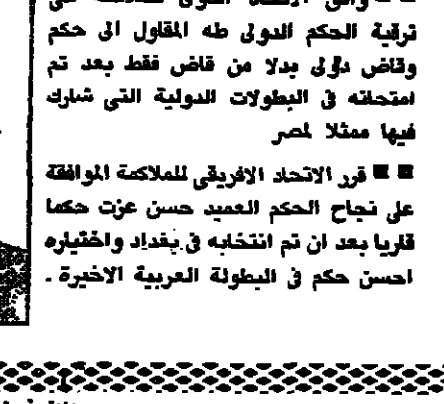 ترقية الحكم الدولى طه المقاول الى حكم
وقاض دولى بدلا من قاض فقط بعد تم
امتحانه فى البطولات الدولية التى شارك
فيها ممثلا لمصر
■ ■ قرر الاتحاد الافريقى للملاكمة الموافقة
على نجاح الحكم العميد حسن عزت حكما
قاريا بعد ان تم انتخابه فى بغداد واختياره
احسن حكم فى البطولة العربية الاخيرة .